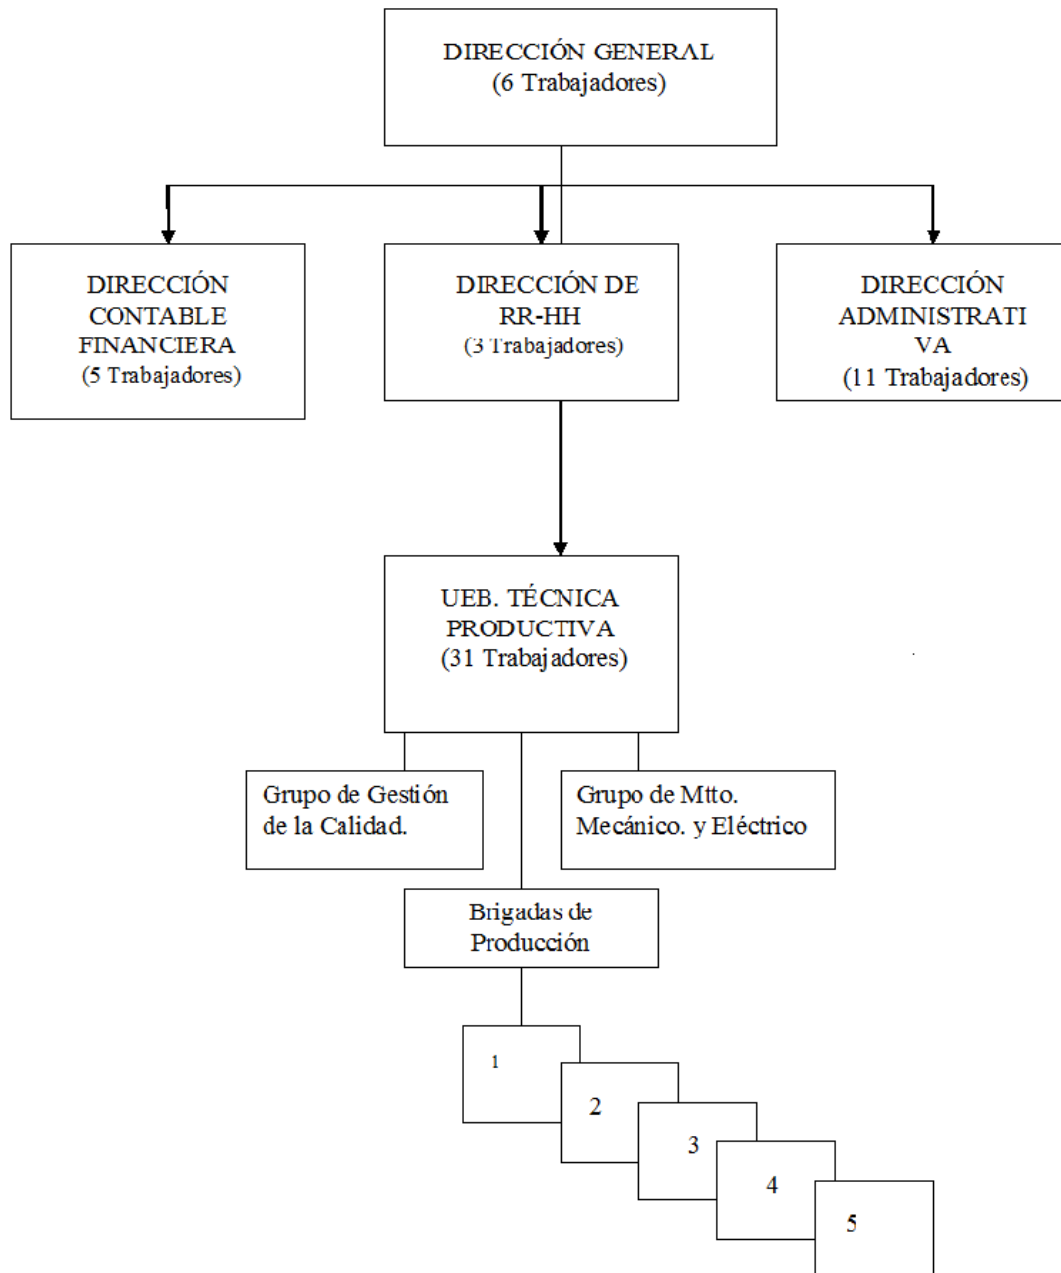 DIRECCIÓN GENERAL
(6 Trabajadores)
DIRECCIÓN
CONTABLE
FINANCIERA
(5 Trabajadores)
DIRECCIÓN DE
RR-HH
(3 Trabajadores)
DIRECCIÓN
ADMINISTRATI
VA
(11 Trabajadores)
UEB. TÉCNICA
PRODUCTIVA
(31 Trabajadores)
Grupo de Gestión
de la Calidad.
Grupo de Mtto.
Mecánico. y Eléctrico
Brigadas de
Producción
1
2
3
4
5